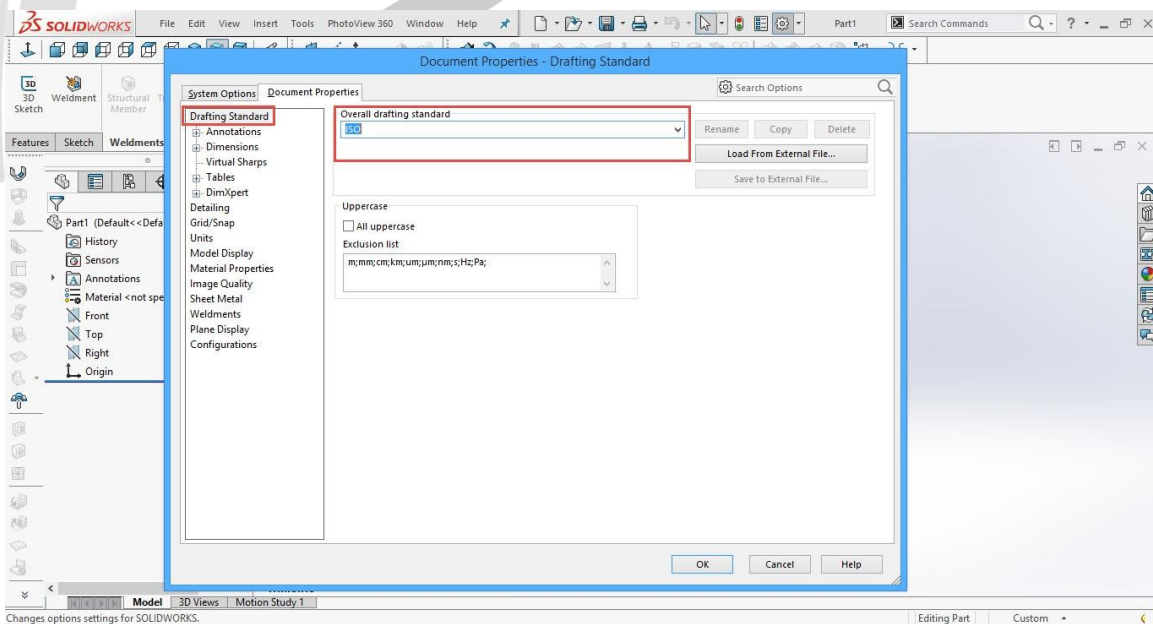 SOLIDWORKS File Edit View Insert Tools PhotoView 360 Window Help Part1 Search Commands ?
Document Properties - Drafting Standard
System Options Document Properties Search Options
3D Sketch
Weldment
Structural Member
Features Sketch Weldments
Part1 (Default<<Defa
History
Sensors
Annotations
Material <not spe
Front
Top
Right
Origin
Drafting Standard
Annotations
Dimensions
Virtual Sharps
Tables
DimXpert
Detailing
Grid/Snap
Units
Model Display
Material Properties
Image Quality
Sheet Metal
Weldments
Plane Display
Configurations
Overall drafting standard
ISO
Rename Copy Delete
Load From External File...
Save to External File...
Uppercase
All uppercase
Exclusion list
m;mm;cm;km;um;µm;nm;s;Hz;Pa;
OK Cancel Help
Model 3D Views Motion Study 1
Changes options settings for SOLIDWORKS. Editing Part Custom